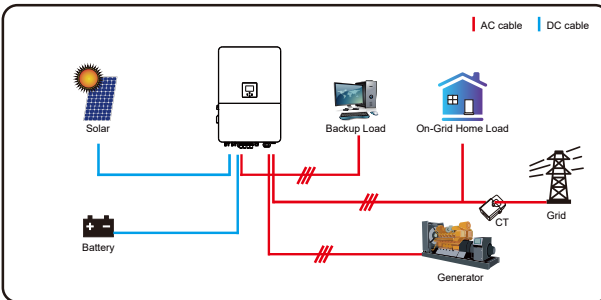 AC cable
DC cable
Solar
Backup Load
On-Grid Home Load
Battery
CT
Grid
Generator